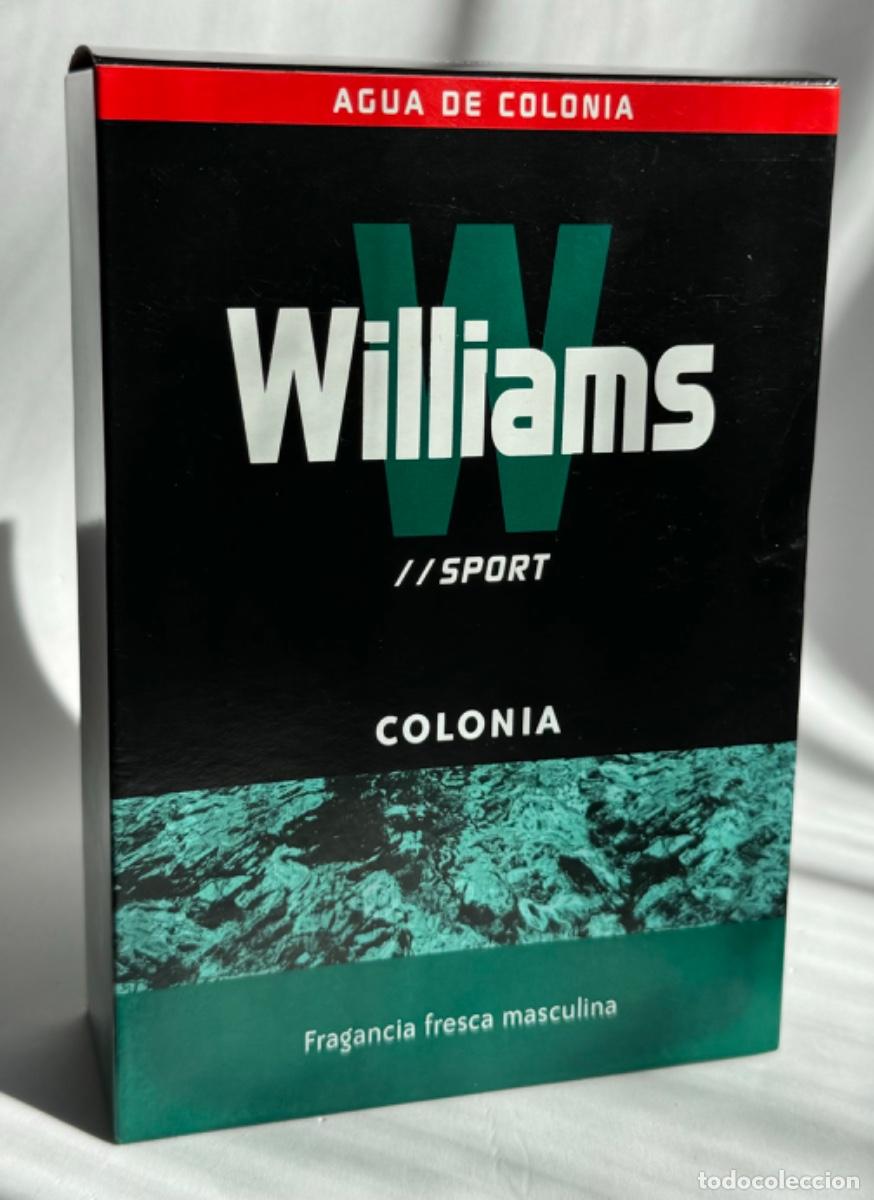 AGUA DE COLONIA
W
Williams
//SPORT
COLONIA
Fragancia fresca masculina
todocoleccion